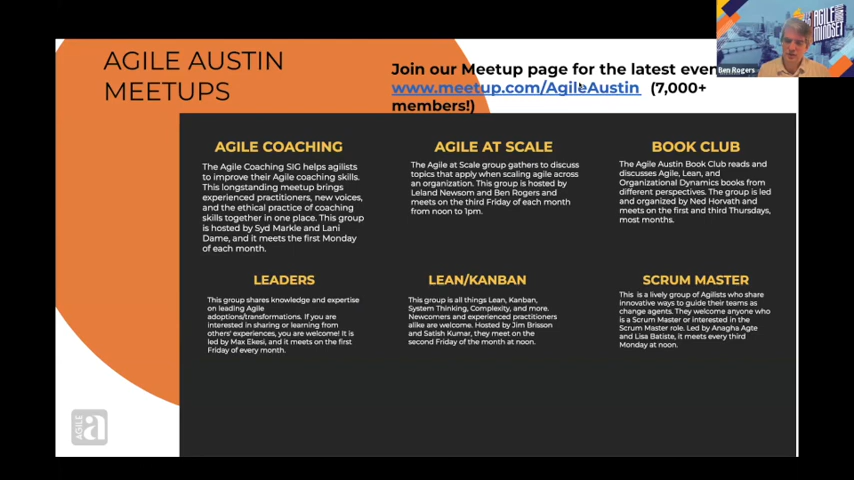 AGILE AUSTIN
MEETUPS
Join our Meetup page for the latest even
www.meetup.com/AgileAustin (7,000+
members!)
AGILE
MINDSET
Ben Rogers
AGILE COACHING
The Agile Coaching SIG helps agilists
to improve their Agile coaching skills.
This longstanding meetup brings
experienced practitioners, new voices,
and the ethical practice of coaching
skills together in one place. This group
is hosted by Syd Markle and Lani
Dame, and it meets the first Monday
of each month.
AGILE AT SCALE
The Agile at Scale group gathers to discuss
topics that apply when scaling agile across
an organization. This group is hosted by
Leland Newsom and Ben Rogers and
meets on the third Friday of each month
from noon to 1pm.
BOOK CLUB
The Agile Austin Book Club reads and
discusses Agile, Lean, and
Organizational Dynamics books from
different perspectives. The group is led
and organized by Ned Horvath and
meets on the first and third Thursdays,
most months.
LEADERS
This group shares knowledge and expertise
on leading Agile
adoptions/transformations. If you are
interested in sharing or learning from
others' experiences, you are welcome! It is
led by Max Ekesi, and it meets on the first
Friday of every month.
LEAN/KANBAN
This group is all things Lean, Kanban,
System Thinking, Complexity, and more.
Newcomers and experienced practitioners
alike are welcome. Hosted by Jim Brisson
and Satish Kumar, they meet on the
second Friday of the month at noon.
SCRUM MASTER
This is a lively group of Agilists who share
innovative ways to guide their teams as
change agents. They welcome anyone who
is a Scrum Master or interested in the
Scrum Master role. Led by Anagha Agte
and Lisa Batiste, it meets every third
Monday at noon.
AGILE
a